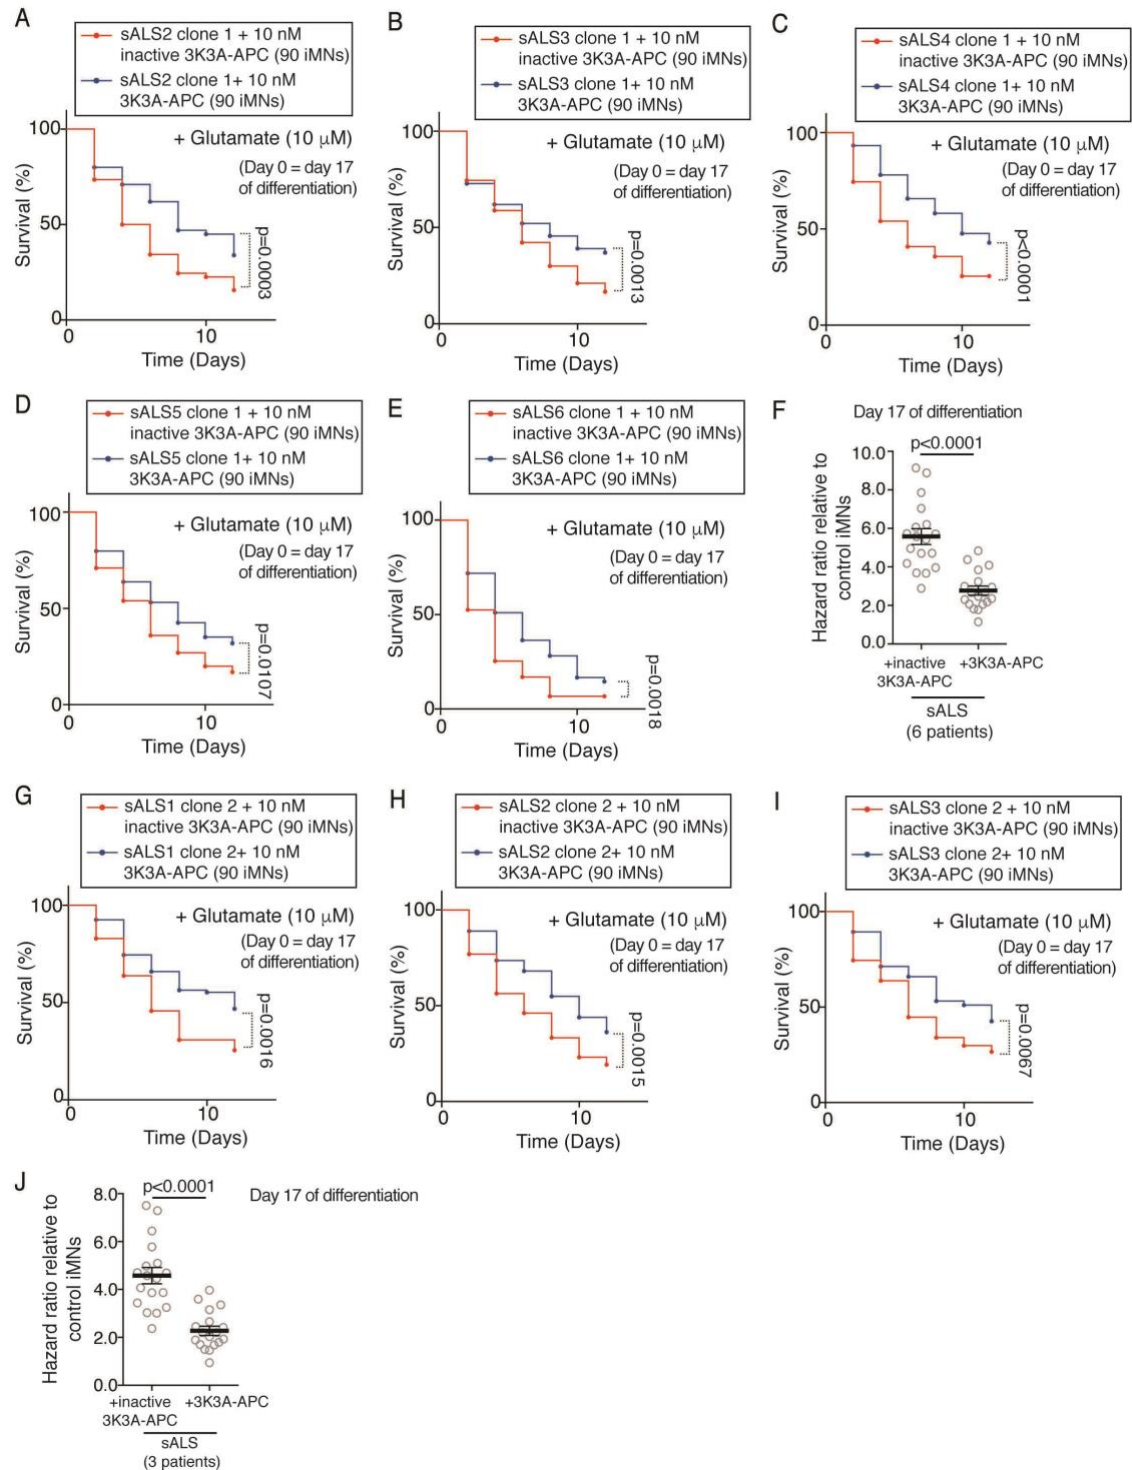 A
sALS2 clone 1 + 10 nM
inactive 3K3A-APC (90 iMNs)
sALS2 clone 1+ 10 nM
3K3A-APC (90 iMNs)
+ Glutamate (10 μM)
(Day 0 = day 17
of differentiation)
Survival (%)
100
50
0
0
10
Time (Days)
p=0.0003
B
sALS3 clone 1 + 10 nM
inactive 3K3A-APC (90 iMNs)
sALS3 clone 1+ 10 nM
3K3A-APC (90 iMNs)
+ Glutamate (10 μM)
(Day 0 = day 17
of differentiation)
Survival (%)
100
50
0
0
10
Time (Days)
p=0.0013
C
sALS4 clone 1 + 10 nM
inactive 3K3A-APC (90 iMNs)
sALS4 clone 1+ 10 nM
3K3A-APC (90 iMNs)
+ Glutamate (10 μM)
(Day 0 = day 17
of differentiation)
Survival (%)
100
50
0
0
10
Time (Days)
p<0.0001
D
sALS5 clone 1 + 10 nM
inactive 3K3A-APC (90 iMNs)
sALS5 clone 1+ 10 nM
3K3A-APC (90 iMNs)
+ Glutamate (10 μM)
(Day 0 = day 17
of differentiation)
Survival (%)
100
50
0
0
10
Time (Days)
p=0.0107
E
sALS6 clone 1 + 10 nM
inactive 3K3A-APC (90 iMNs)
sALS6 clone 1+ 10 nM
3K3A-APC (90 iMNs)
+ Glutamate (10 μM)
(Day 0 = day 17
of differentiation)
Survival (%)
100
50
0
0
10
Time (Days)
p=0.0018
F
Day 17 of differentiation
p<0.0001
Hazard ratio relative to
control iMNs
10.0
8.0
6.0
4.0
2.0
0.0
+inactive
3K3A-APC
+3K3A-APC
sALS
(6 patients)
G
sALS1 clone 2 + 10 nM
inactive 3K3A-APC (90 iMNs)
sALS1 clone 2+ 10 nM
3K3A-APC (90 iMNs)
+ Glutamate (10 μM)
(Day 0 = day 17
of differentiation)
Survival (%)
100
50
0
0
10
Time (Days)
p=0.0016
H
sALS2 clone 2 + 10 nM
inactive 3K3A-APC (90 iMNs)
sALS2 clone 2+ 10 nM
3K3A-APC (90 iMNs)
+ Glutamate (10 μM)
(Day 0 = day 17
of differentiation)
Survival (%)
100
50
0
0
10
Time (Days)
p=0.0015
I
sALS3 clone 2 + 10 nM
inactive 3K3A-APC (90 iMNs)
sALS3 clone 2+ 10 nM
3K3A-APC (90 iMNs)
+ Glutamate (10 μM)
(Day 0 = day 17
of differentiation)
Survival (%)
100
50
0
0
10
Time (Days)
p=0.0067
J
p<0.0001
Day 17 of differentiation
Hazard ratio relative to
control iMNs
8.0
6.0
4.0
2.0
0.0
+inactive
3K3A-APC
+3K3A-APC
sALS
(3 patients)